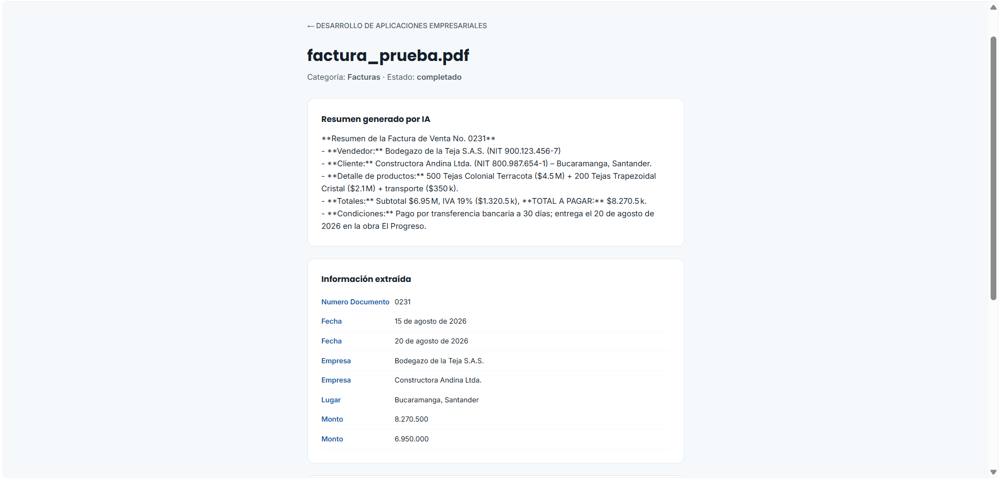 ← DESARROLLO DE APLICACIONES EMPRESARIALES
factura_prueba.pdf
Categoría: Facturas · Estado: completado
Resumen generado por IA
**Resumen de la Factura de Venta No. 0231**
- **Vendedor:** Bodegazo de la Teja S.A.S. (NIT 900.123.456-7)
- **Cliente:** Constructora Andina Ltda. (NIT 800.987.654-1) – Bucaramanga, Santander.
- **Detalle de productos:** 500 Tejas Colonial Terracota ($4.5 M) + 200 Tejas Trapezoidal
Cristal ($2.1 M) + transporte ($350 k).
- **Totales:** Subtotal $6.95 M, IVA 19% ($1.320.5 k), **TOTAL A PAGAR:** $8.270.5 k.
- **Condiciones:** Pago por transferencia bancaria a 30 días; entrega el 20 de agosto de
2026 en la obra El Progreso.
Información extraída
Numero Documento 0231
Fecha 15 de agosto de 2026
Fecha 20 de agosto de 2026
Empresa Bodegazo de la Teja S.A.S.
Empresa Constructora Andina Ltda.
Lugar Bucaramanga, Santander
Monto 8.270.500
Monto 6.950.000